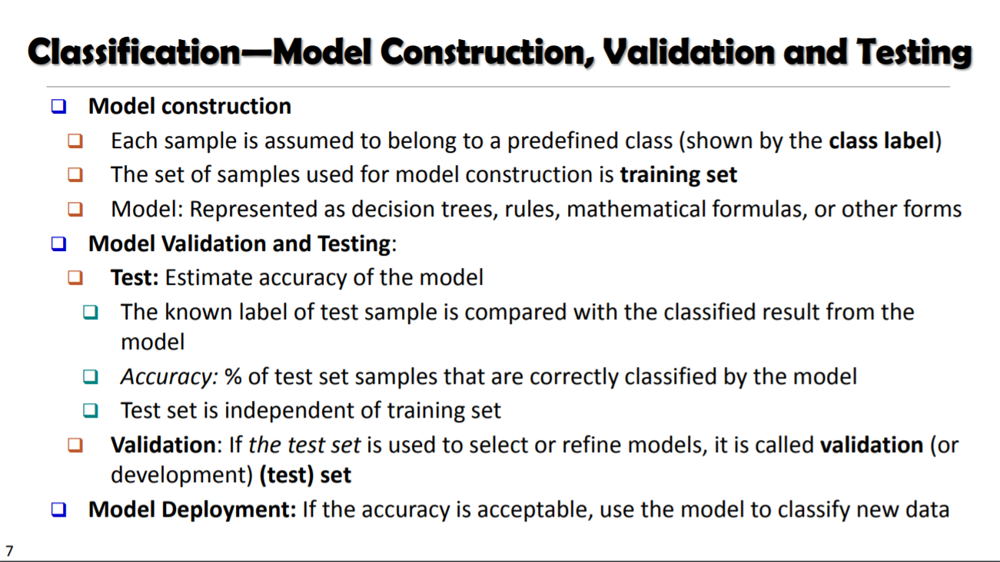 Classification—Model Construction, Validation and Testing
Model construction
Each sample is assumed to belong to a predefined class (shown by the class label)
The set of samples used for model construction is training set
Model: Represented as decision trees, rules, mathematical formulas, or other forms
Model Validation and Testing:
Test: Estimate accuracy of the model
The known label of test sample is compared with the classified result from the
model
Accuracy: % of test set samples that are correctly classified by the model
Test set is independent of training set
Validation: If the test set is used to select or refine models, it is called validation (or
development) (test) set
Model Deployment: If the accuracy is acceptable, use the model to classify new data
7